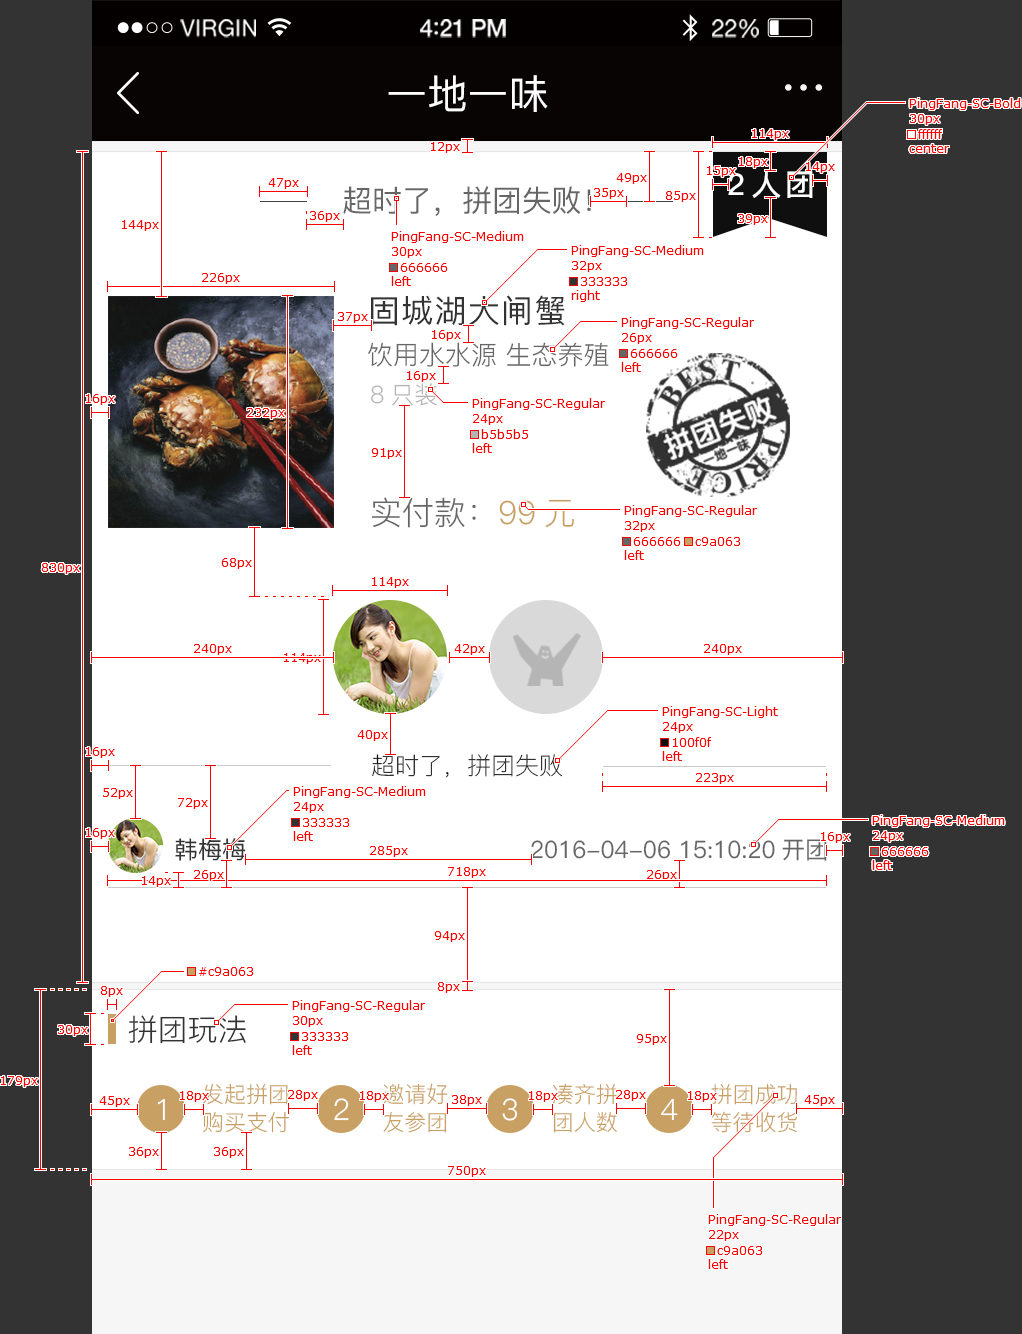 VIRGIN 4:21 PM 22%
一地一味
PingFang-SC-Bold
30px
ffffff
center
114px
12px
18px
14px
15px
2人团
39px
85px
49px
47px
35px
36px
超时了，拼团失败！
144px
PingFang-SC-Medium
30px
666666
left
PingFang-SC-Medium
32px
333333
right
226px
37px
固城湖大闸蟹
16px
PingFang-SC-Regular
26px
666666
left
饮用水水源 生态养殖
16px
8 只装
PingFang-SC-Regular
24px
b5b5b5
left
16px
232px
91px
BEST
拼团失败
一地一味
PRICE
实付款：99 元
PingFang-SC-Regular
32px
666666 c9a063
left
830px
68px
114px
240px
114px
42px
240px
40px
PingFang-SC-Light
24px
100f0f
left
超时了，拼团失败
16px
223px
52px
72px
PingFang-SC-Medium
24px
333333
left
16px
韩梅梅
285px
2016-04-06 15:10:20 开团
16px
PingFang-SC-Medium
24px
666666
left
14px
26px
718px
26px
94px
8px
#c9a063
8px
30px
拼团玩法
PingFang-SC-Regular
30px
333333
left
95px
179px
45px
1
18px
发起拼团
购买支付
28px
2
18px
邀请好
友参团
38px
3
18px
凑齐拼
团人数
28px
4
18px
拼团成功
等待收货
45px
36px
36px
750px
PingFang-SC-Regular
22px
c9a063
left